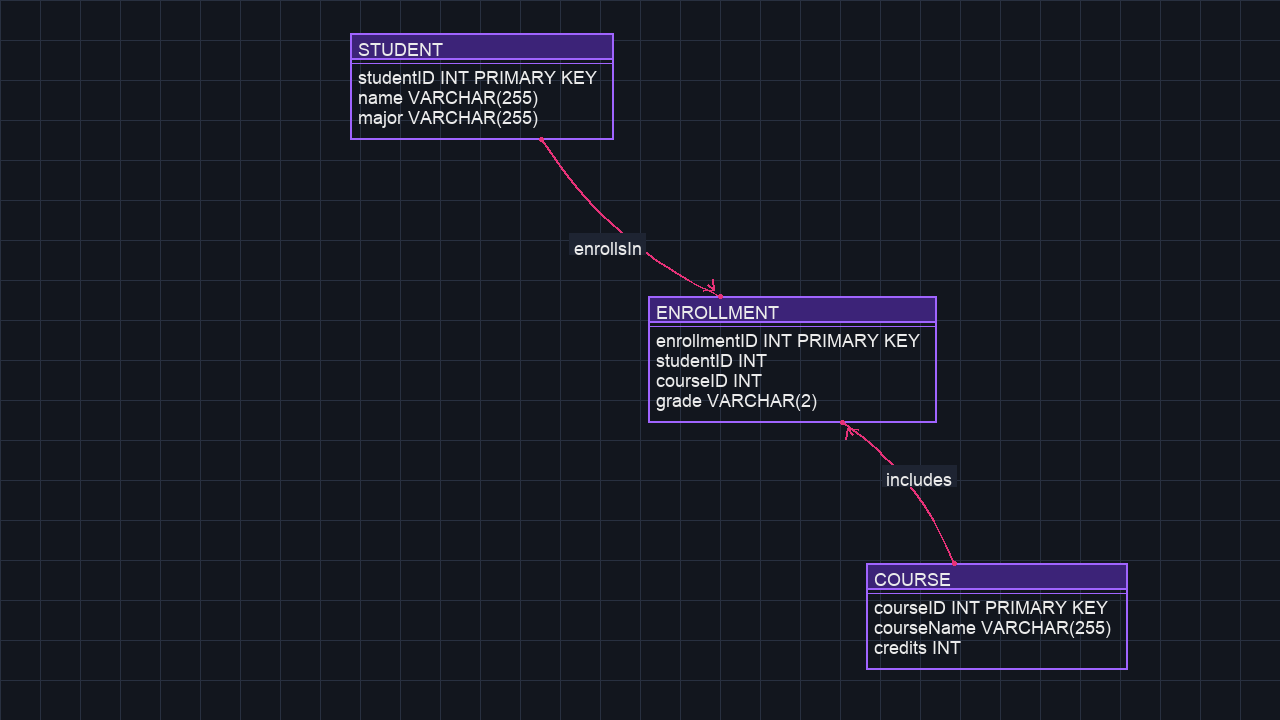 STUDENT
studentID INT PRIMARY KEY
name VARCHAR(255)
major VARCHAR(255)
enrollsIn
ENROLLMENT
enrollmentID INT PRIMARY KEY
studentID INT
courseID INT
grade VARCHAR(2)
includes
COURSE
courseID INT PRIMARY KEY
courseName VARCHAR(255)
credits INT